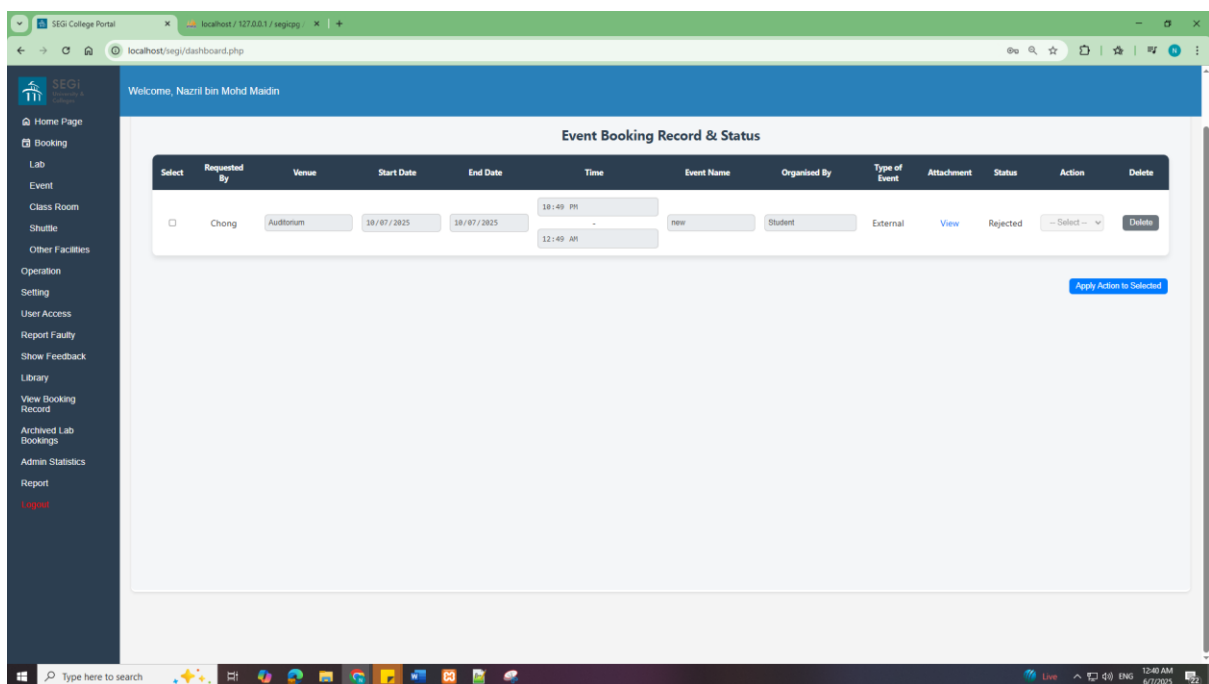 SEGi College Portal
localhost / 127.0.0.1 / segicpg /
localhost/segi/dashboard.php
N
SEGi
University &
Colleges
Welcome, Nazril bin Mohd Maidin
Home Page
Booking
Lab
Event
Class Room
Shuttle
Other Facilities
Operation
Setting
User Access
Report Faulty
Show Feedback
Library
View Booking
Record
Archived Lab
Bookings
Admin Statistics
Report
Logout
Event Booking Record & Status
Select Requested By Venue Start Date End Date Time Event Name Organised By Type of Event Attachment Status Action Delete
Chong Auditorium 10/07/2025 10/07/2025 10:49 PM - 12:49 AM new Student External View Rejected -- Select -- Delete
Apply Action to Selected
Type here to search
Live ENG 12:40 AM
6/7/2025
22